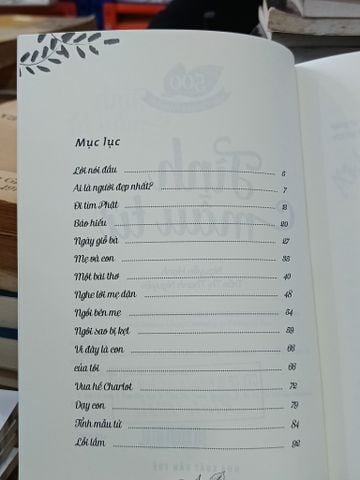 Mục lục
Lời nói đầu 5
Ai là người đẹp nhất? 7
Đi tìm Phật 13
Báo hiếu 20
Ngày giỗ bà 27
Mẹ và con 33
Một bài thơ 40
Nghe lời mẹ dặn 48
Ngồi bên mẹ 54
Ngôi sao bị kẹt 59
Vì đây là con 66
của tôi 66
Vua hề Charlot 72
Dạy con 79
Tình mẫu tử 84
Lỗi lầm 92